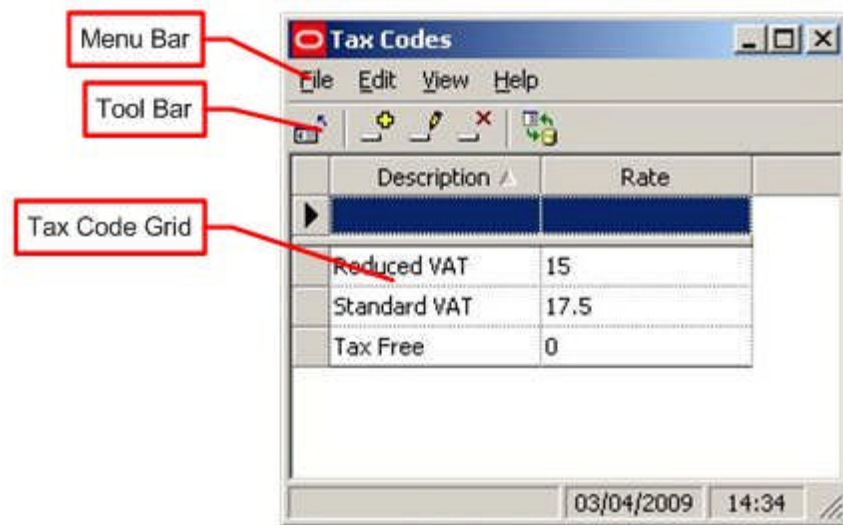 Menu Bar
Tool Bar
Tax Code Grid
Tax Codes
File Edit View Help
Description Rate
Reduced VAT 15
Standard VAT 17.5
Tax Free 0
03/04/2009 14:34